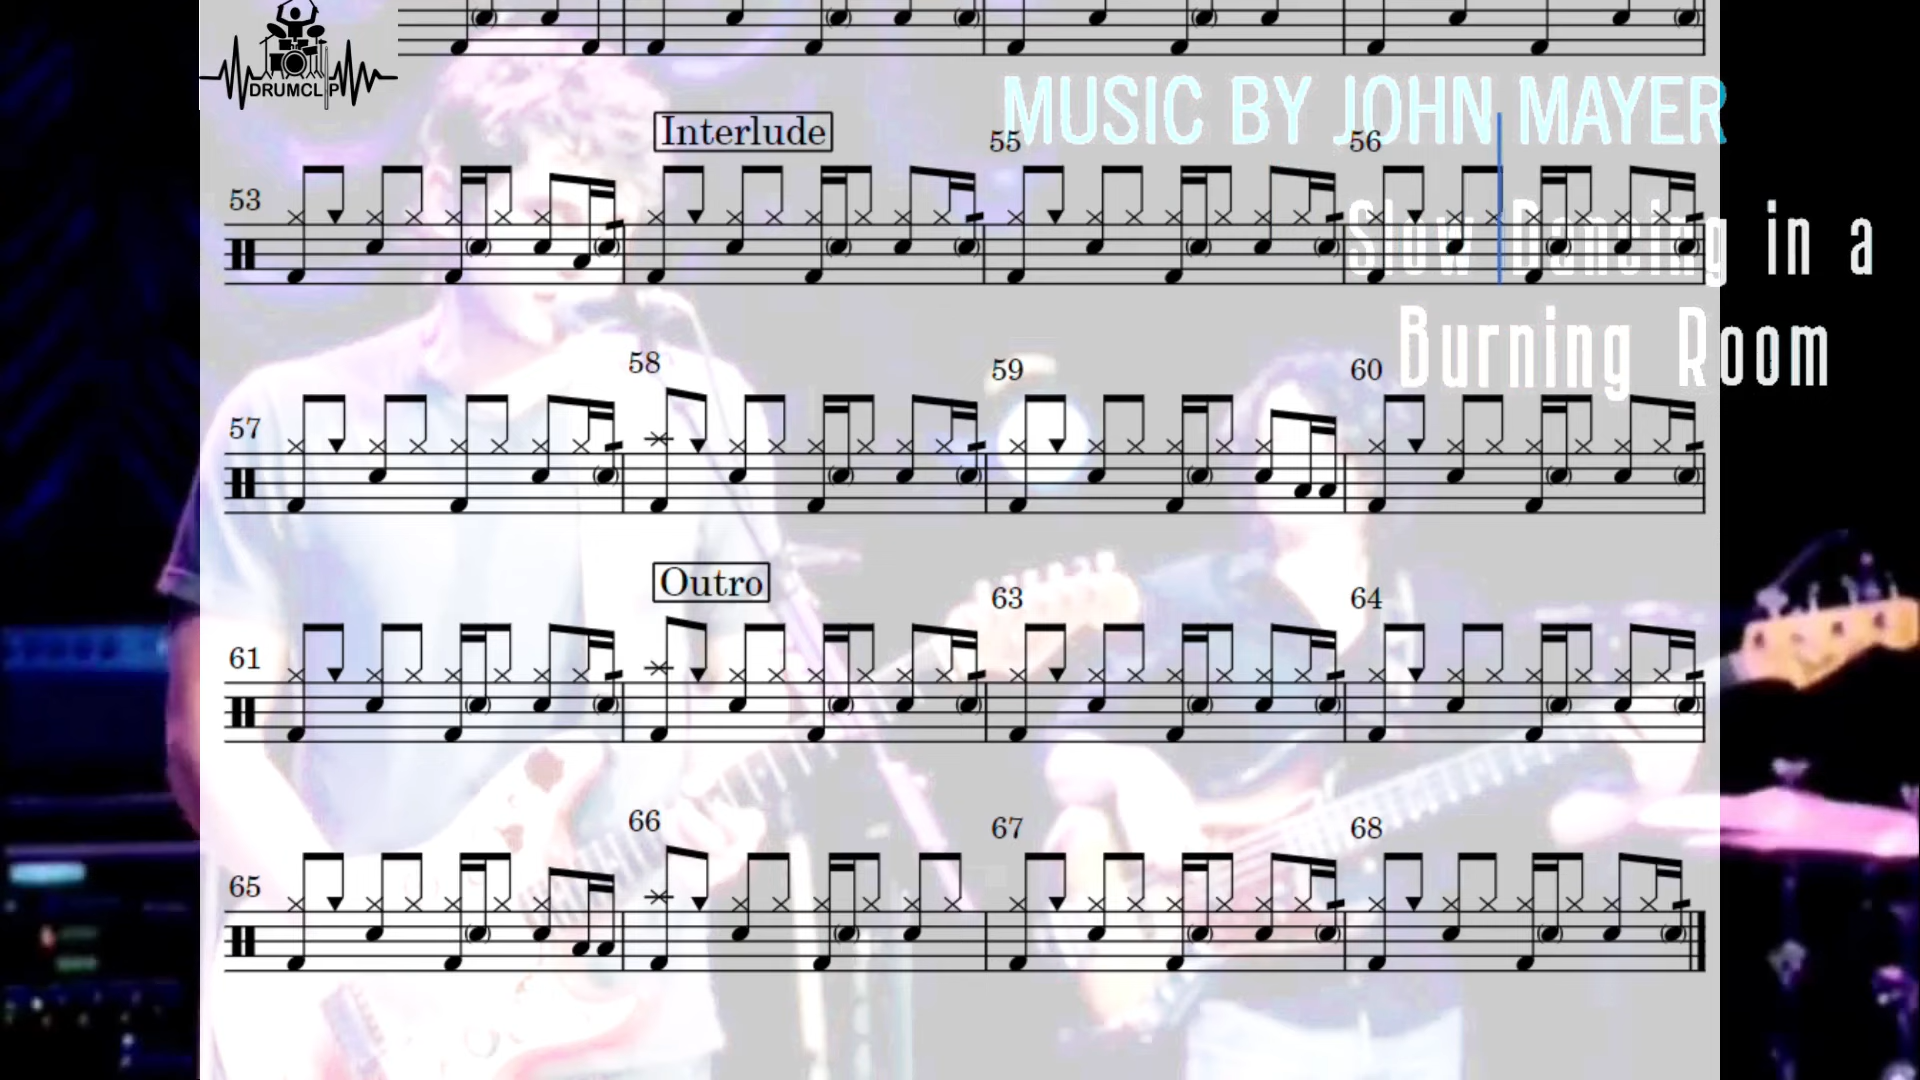 DRUMCLIP
MUSIC BY JOHN MAYER
Interlude
55
56
53
Slow Dancing in a
Burning Room
58
59
60
57
Outro
63
64
61
66
67
68
65